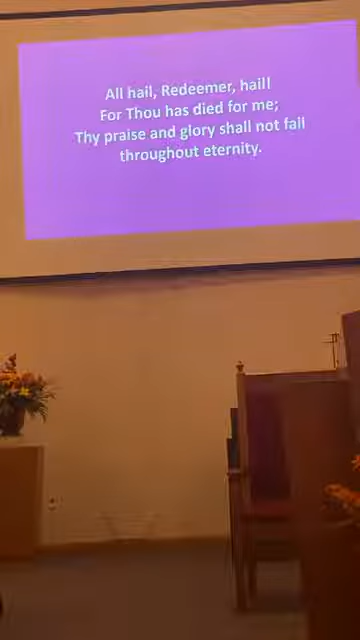 All hail, Redeemer, hail!
For Thou has died for me;
Thy praise and glory shall not fail
throughout eternity.